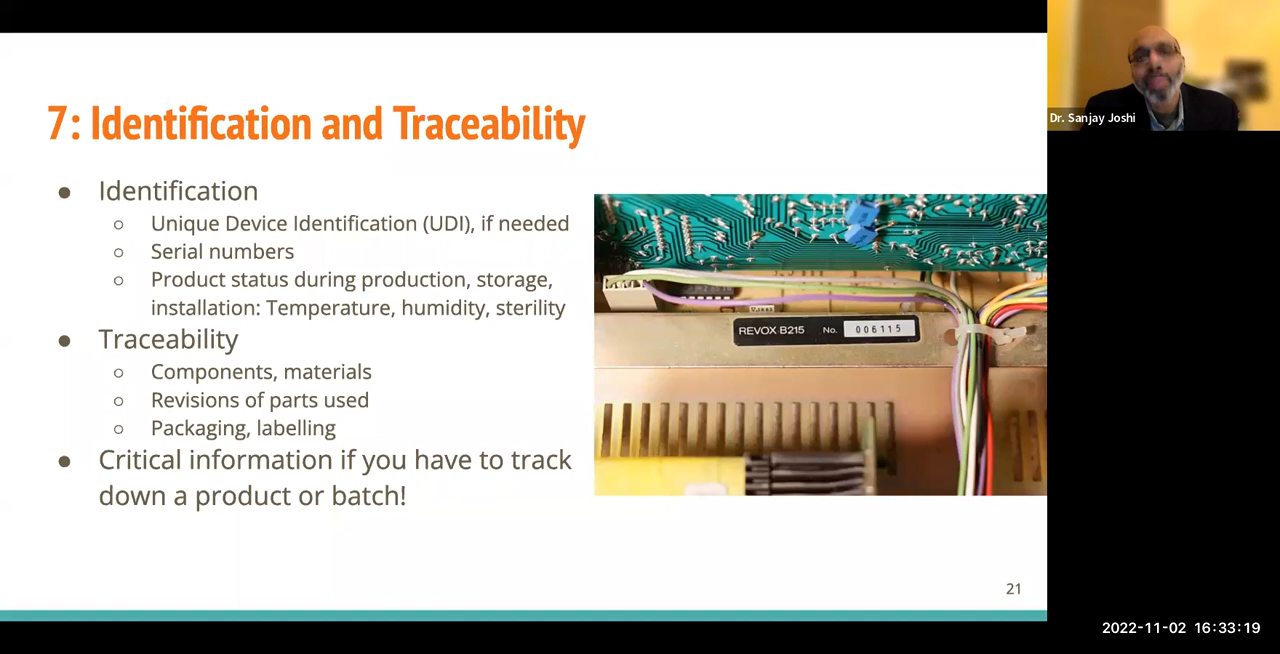 7: Identification and Traceability
Identification
Unique Device Identification (UDI), if needed
Serial numbers
Product status during production, storage,
installation: Temperature, humidity, sterility
Traceability
Components, materials
Revisions of parts used
Packaging, labelling
Critical information if you have to track
down a product or batch!
REVOX B215 No. 006115
21
Dr. Sanjay Joshi
2022-11-02 16:33:19